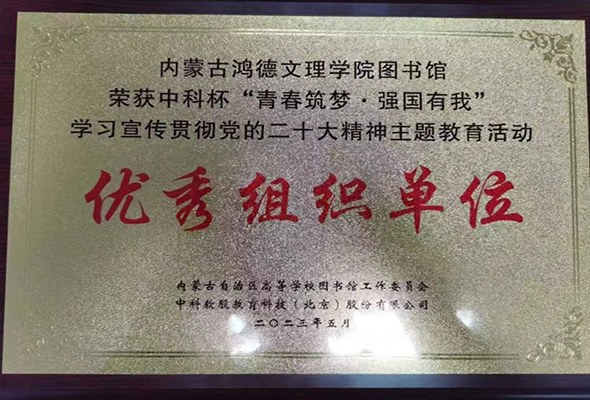 内蒙古鸿德文理学院图书馆
荣获中科杯“青春筑梦·强国有我”
学习宣传贯彻党的二十大精神主题教育活动
优秀组织单位
内蒙古自治区高等学校图书馆工作委员会
中科软股教育科技（北京）股份有限公司
二〇二三年五月